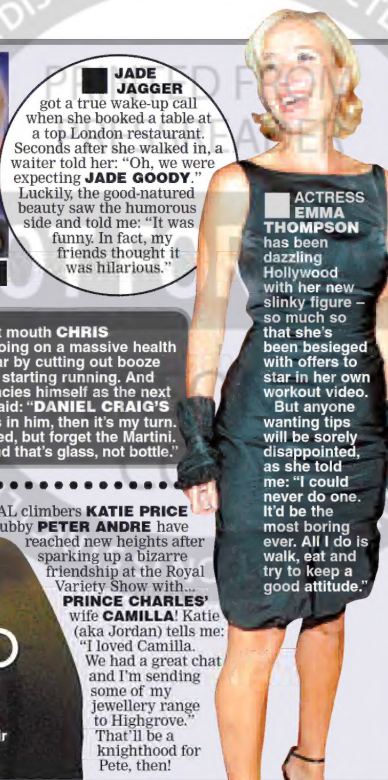 JADE
JAGGER
got a true wake-up call
when she booked a table at
a top London restaurant.
Seconds after she walked in, a
waiter told her: “Oh, we were
expecting JADE GOODY.”
Luckily, the good-natured
beauty saw the humorous
side and told me: “It was
funny. In fact, my
friends thought it
was hilarious.”
mouth CHRIS
going on a massive health
by cutting out booze
starting running. And
himself as the next
said: “DANIEL CRAIG’S
in him, then it’s my turn.
but forget the Martini.
that’s glass, not bottle.”
climbers KATIE PRICE
PETER ANDRE have
reached new heights after
sparking up a bizarre
friendship at the Royal
Variety Show with...
PRINCE CHARLES’
wife CAMILLA! Katie
(aka Jordan) tells me:
“I loved Camilla.
We had a great chat
and I’m sending
some of my
jewellery range
to Highgrove.”
That’ll be a
knighthood for
Pete, then!
ACTRESS
EMMA
THOMPSON
has been
dazzling
Hollywood
with her new
slinky figure –
so much so
that she’s
been besieged
with offers to
star in her own
workout video.
But anyone
wanting tips
will be sorely
disappointed,
as she told
me: “I could
never do one.
It’d be the
most boring
ever. All I do is
walk, eat and
try to keep a
good attitude.”
PRINTED FROM